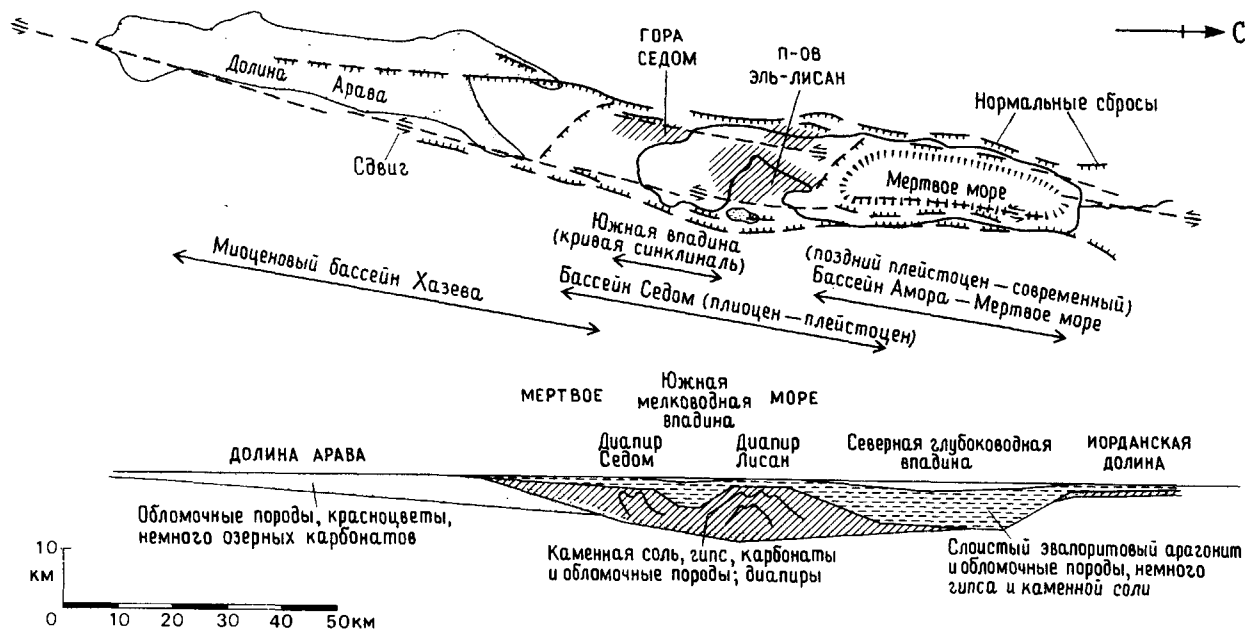 С
ГОРА
СЕДОМ
П-ОВ
ЭЛЬ-ЛИСАН
Нормальные сбросы
Долина
Арава
Сдвиг
Мертвое море
Южная впадина
(кривая синклиналь)
Миоценовый бассейн Хазева
Бассейн Седом (плиоцен — плейстоцен)
(поздний плейстоцен — современный)
Бассейн Амора — Мертвое море
МЕРТВОЕ
Южная
мелководная
впадина
МОРЕ
ДОЛИНА АРАВА
Диапир
Седом
Диапир
Лисан
Северная глубоководная
впадина
ИОРДАНСКАЯ
ДОЛИНА
Обломочные породы, красноцветы,
немного озерных карбонатов
Каменная соль, гипс, карбонаты
и обломочные породы; диапиры
Слоистый эвапоритовый арагонит
и обломочные породы, немного
гипса и каменной соли
10
км
0
0 10 20 30 40 50 км